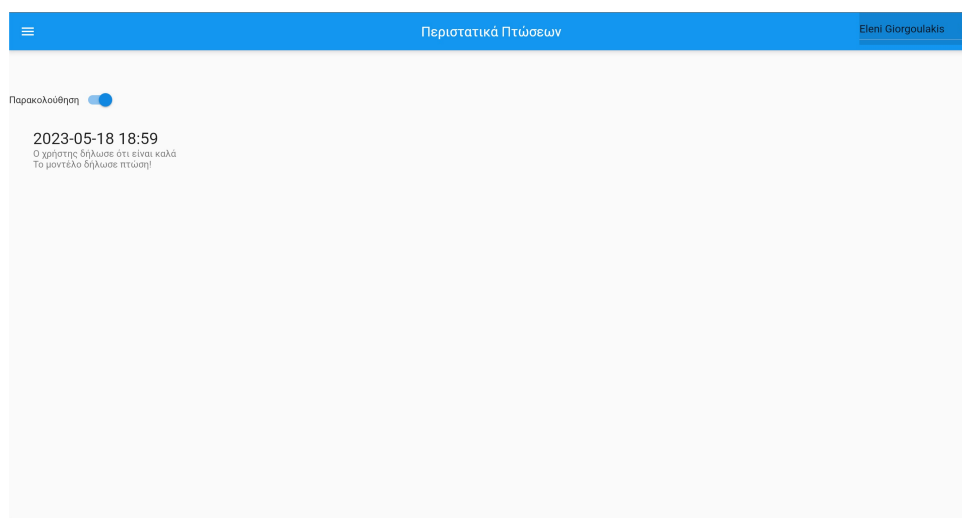 Περιστατικά Πτώσεων
Eleni Giorgoulakis
Παρακολούθηση
2023-05-18 18:59
Ο χρήστης δήλωσε ότι είναι καλά
Το μοντέλο δήλωσε πτώση!